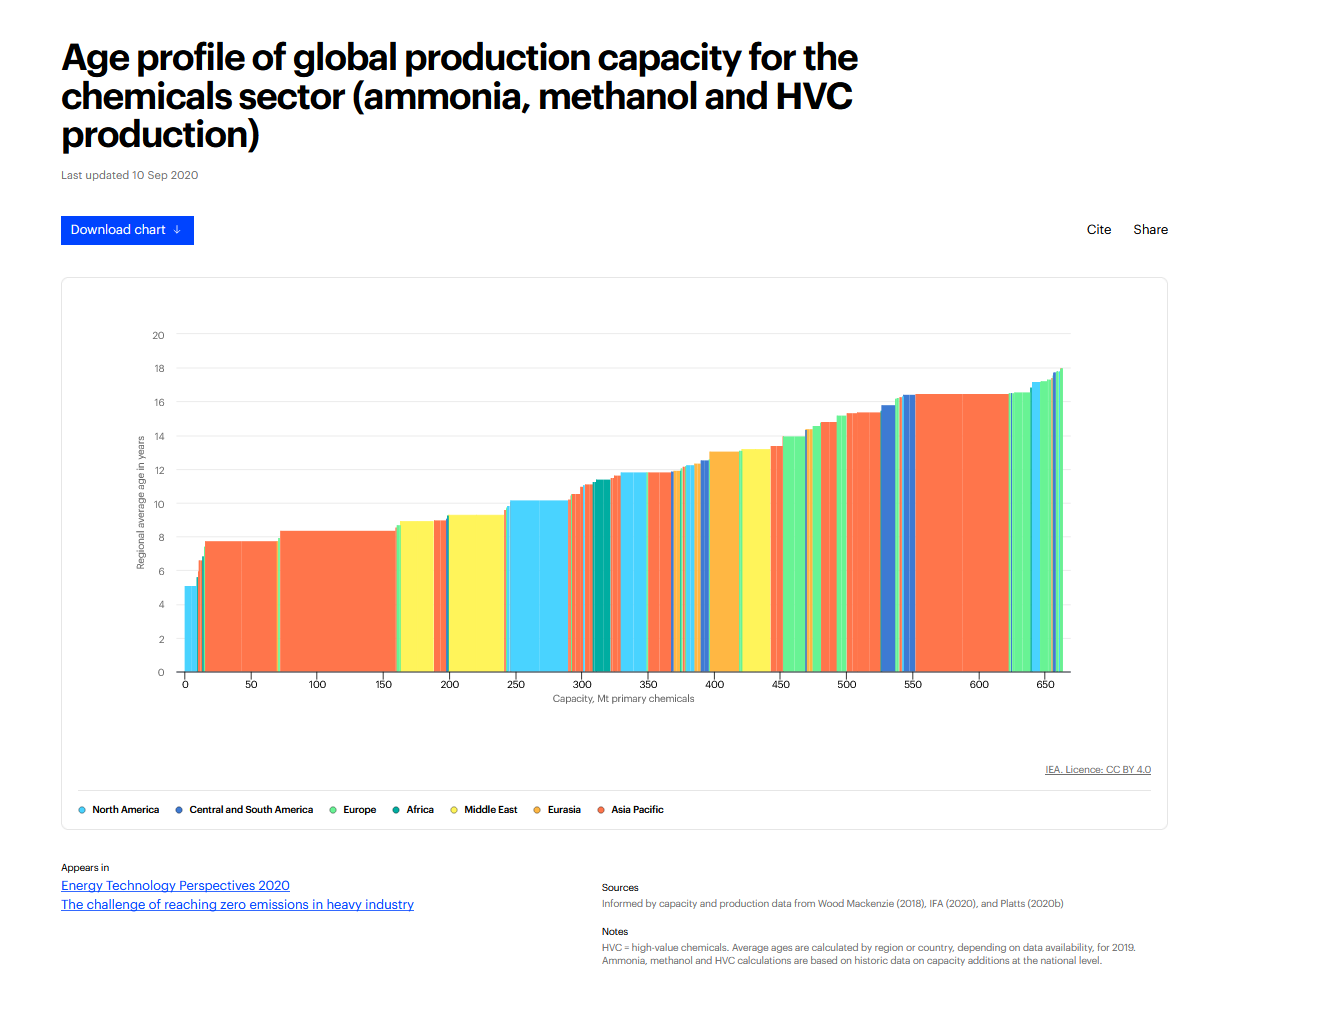 Age profile of global production capacity for the
chemicals sector (ammonia, methanol and HVC
production)
Last updated 10 Sep 2020
Download chart ↓
Cite
Share
Regional average age in years
20
18
16
14
12
10
8
6
4
2
0
0 50 100 150 200 250 300 350 400 450 500 550 600 650
Capacity, Mt primary chemicals
IEA. Licence: CC BY 4.0
North America Central and South America Europe Africa Middle East Eurasia Asia Pacific
Appears in
Energy Technology Perspectives 2020
The challenge of reaching zero emissions in heavy industry
Sources
Informed by capacity and production data from Wood Mackenzie (2018), IFA (2020), and Platts (2020b)
Notes
HVC = high-value chemicals. Average ages are calculated by region or country, depending on data availability, for 2019.
Ammonia, methanol and HVC calculations are based on historic data on capacity additions at the national level.